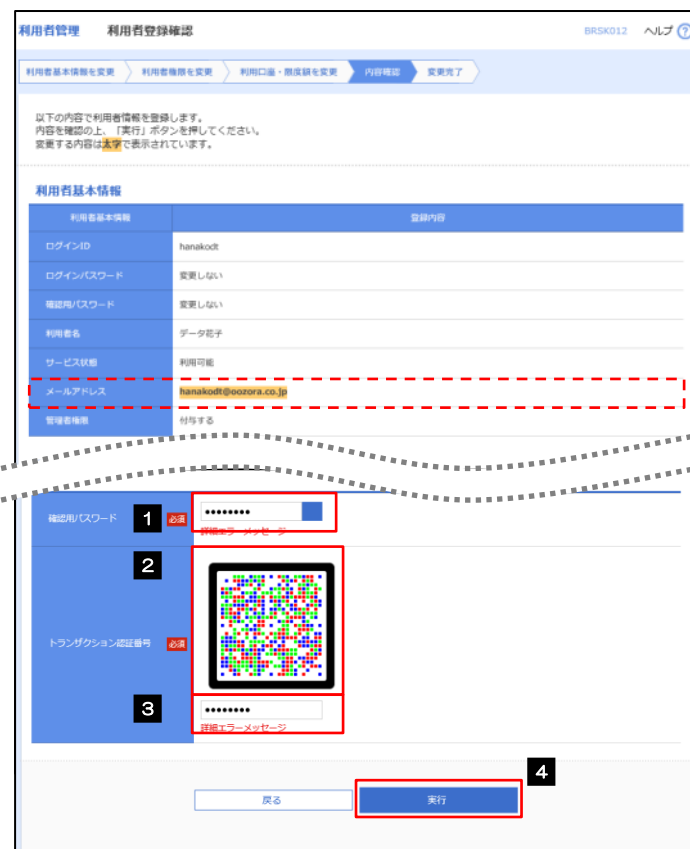 利用者管理 利用者登録確認 BRSK012 ヘルプ ?
利用者基本情報を変更 利用者権限を変更 利用口座・限度額を変更 内容確認 変更完了
以下の内容で利用者情報を登録します。
内容を確認の上、「実行」ボタンを押してください。
変更する内容は太字で表示されています。
利用者基本情報
利用者基本情報 登録内容
ログインID hanakodt
ログインパスワード 変更しない
確認用パスワード 変更しない
利用者名 データ花子
サービス状態 利用可能
メールアドレス hanakodt@oozora.co.jp
管理者権限 付与する
確認用パスワード 1 必須 ••••••••
詳細エラーメッセージ
2
トランザクション認証番号 必須
3 ••••••••
詳細エラーメッセージ
4
戻る 実行